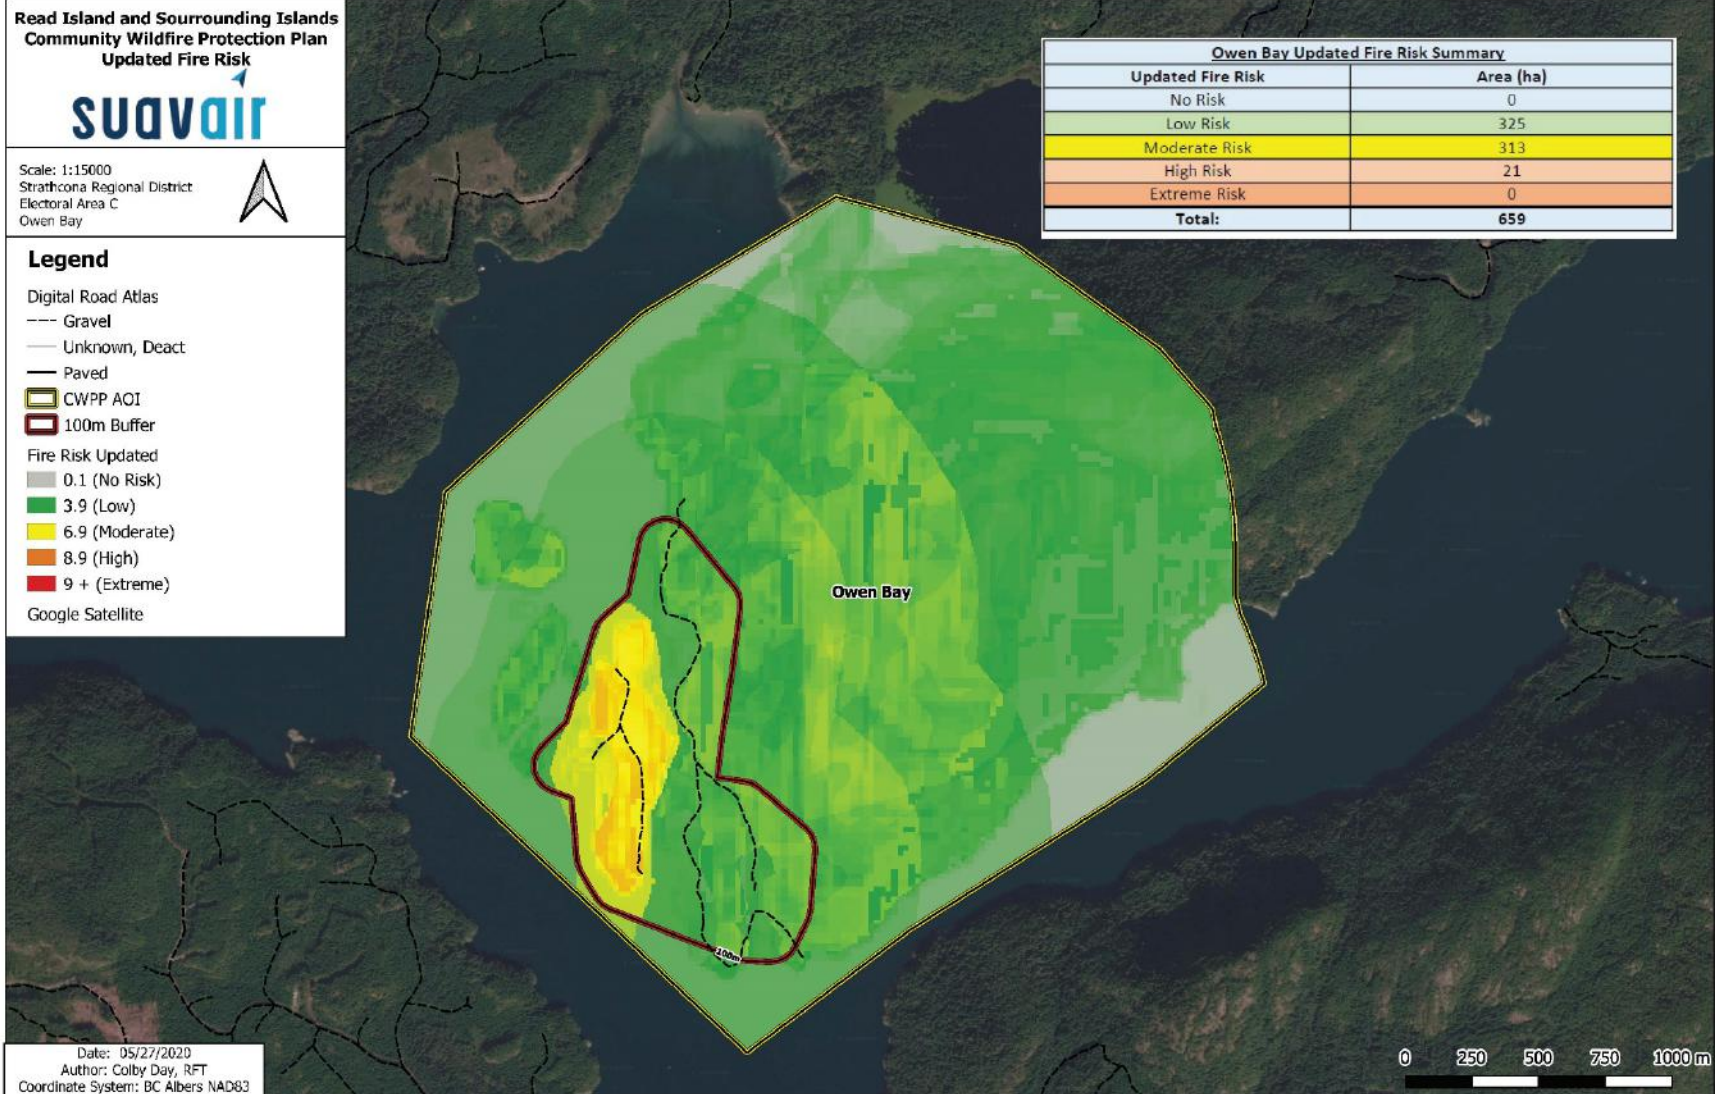 Read Island and Sourrounding Islands
Community Wildfire Protection Plan
Updated Fire Risk
suavair
Scale: 1:15000
Strathcona Regional District
Electoral Area C
Owen Bay
Legend
Digital Road Atlas
Gravel
Unknown, Deact
Paved
CWPP AOI
100m Buffer
Fire Risk Updated
0.1 (No Risk)
3.9 (Low)
6.9 (Moderate)
8.9 (High)
9 + (Extreme)
Google Satellite
Owen Bay Updated Fire Risk Summary
Updated Fire Risk Area (ha)
No Risk 0
Low Risk 325
Moderate Risk 313
High Risk 21
Extreme Risk 0
Total: 659
Owen Bay
100m
Date: 05/27/2020
Author: Colby Day, RFT
Coordinate System: BC Albers NAD83
0 250 500 750 1000 m